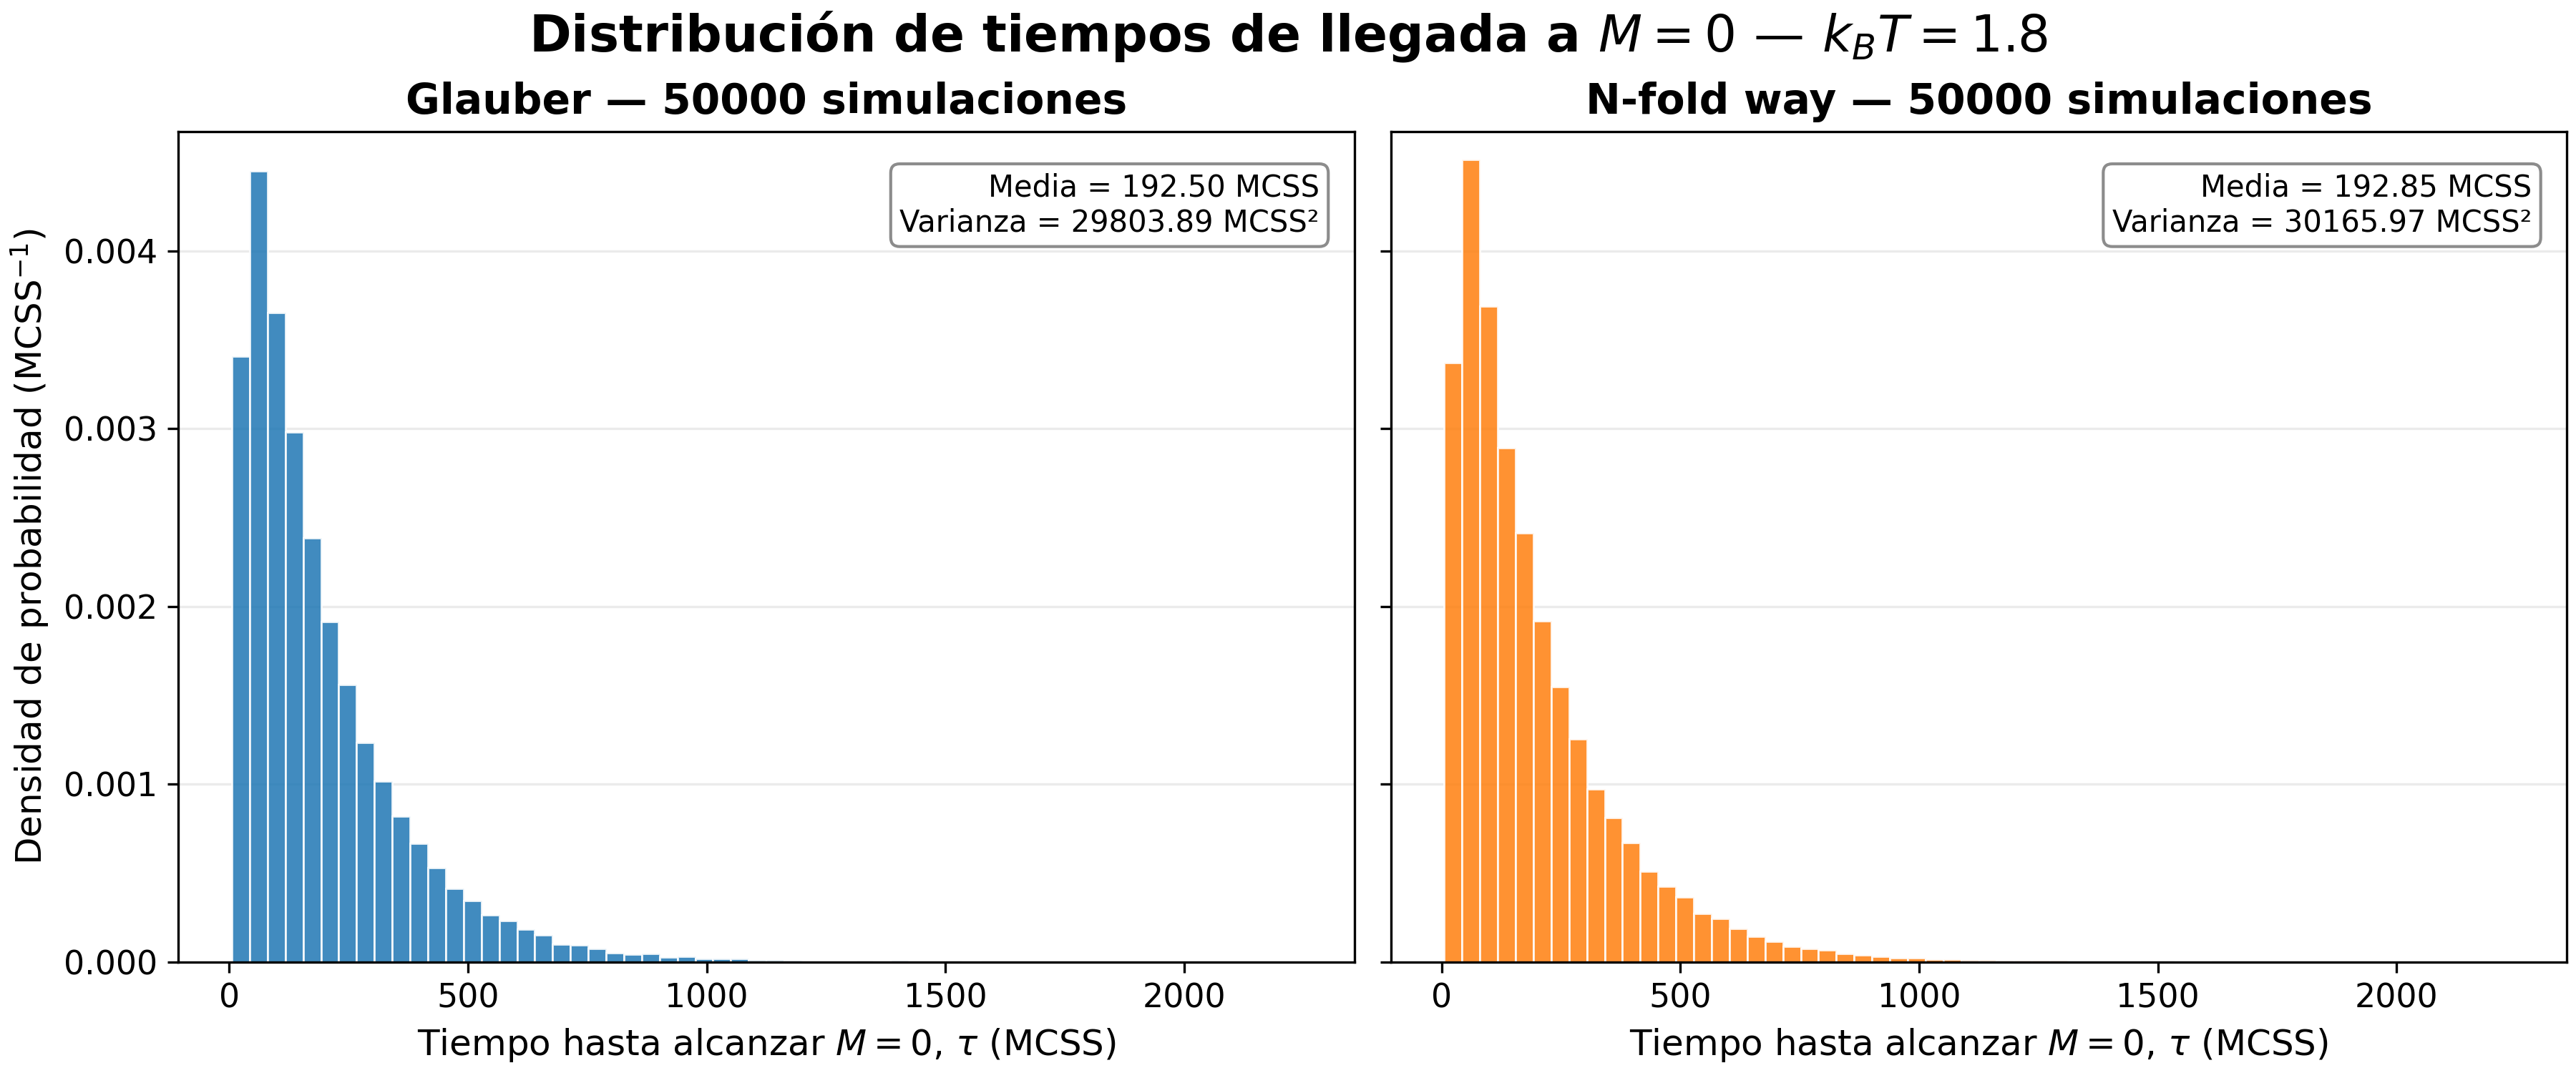 Distribución de tiempos de llegada a M = 0 — k_BT = 1.8
Glauber — 50000 simulaciones
Media = 192.50 MCSS
Varianza = 29803.89 MCSS²
Densidad de probabilidad (MCSS⁻¹)
0.004
0.003
0.002
0.001
0.000
0 500 1000 1500 2000
Tiempo hasta alcanzar M = 0, τ (MCSS)
N-fold way — 50000 simulaciones
Media = 192.85 MCSS
Varianza = 30165.97 MCSS²
0 500 1000 1500 2000
Tiempo hasta alcanzar M = 0, τ (MCSS)